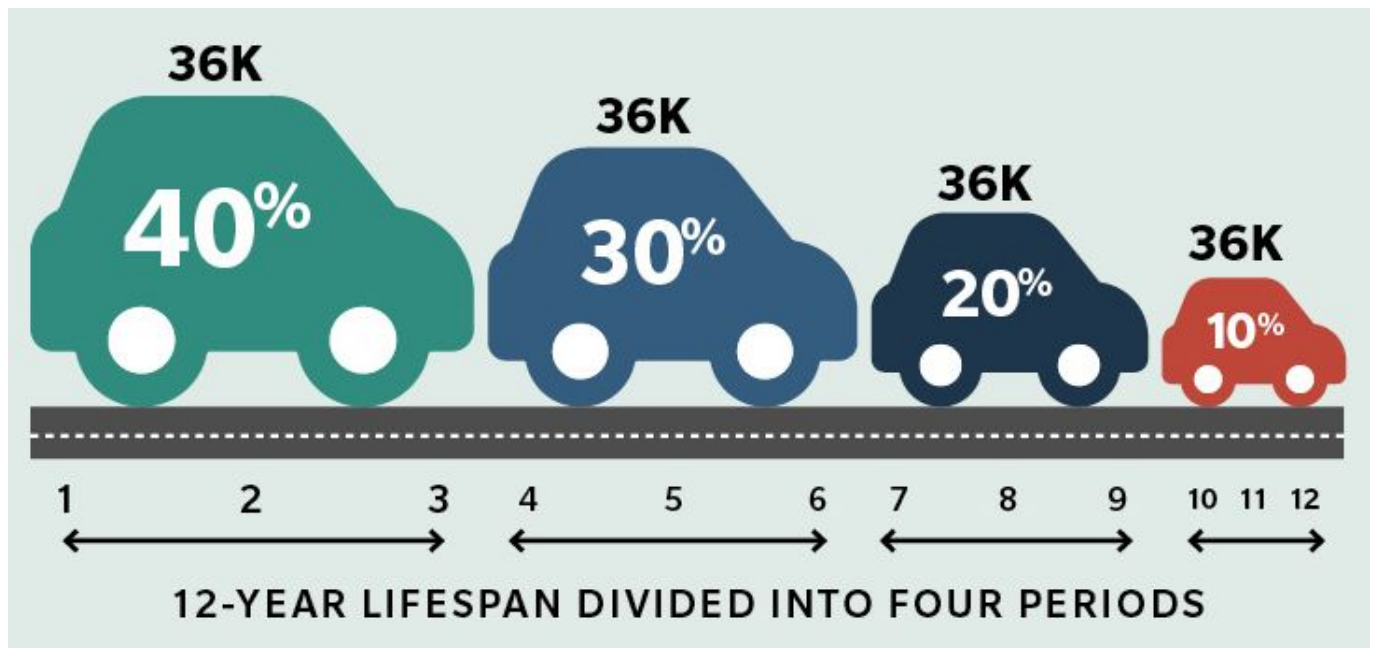 36K
40%
36K
30%
36K
20%
36K
10%
1 2 3 4 5 6 7 8 9 10 11 12
12-YEAR LIFESPAN DIVIDED INTO FOUR PERIODS